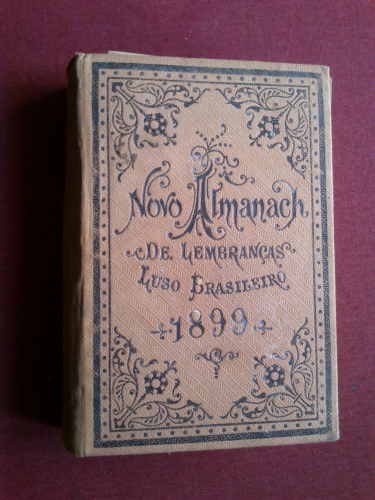 Novo Almanach
De Lembranças
Luso Brasileiro
1899